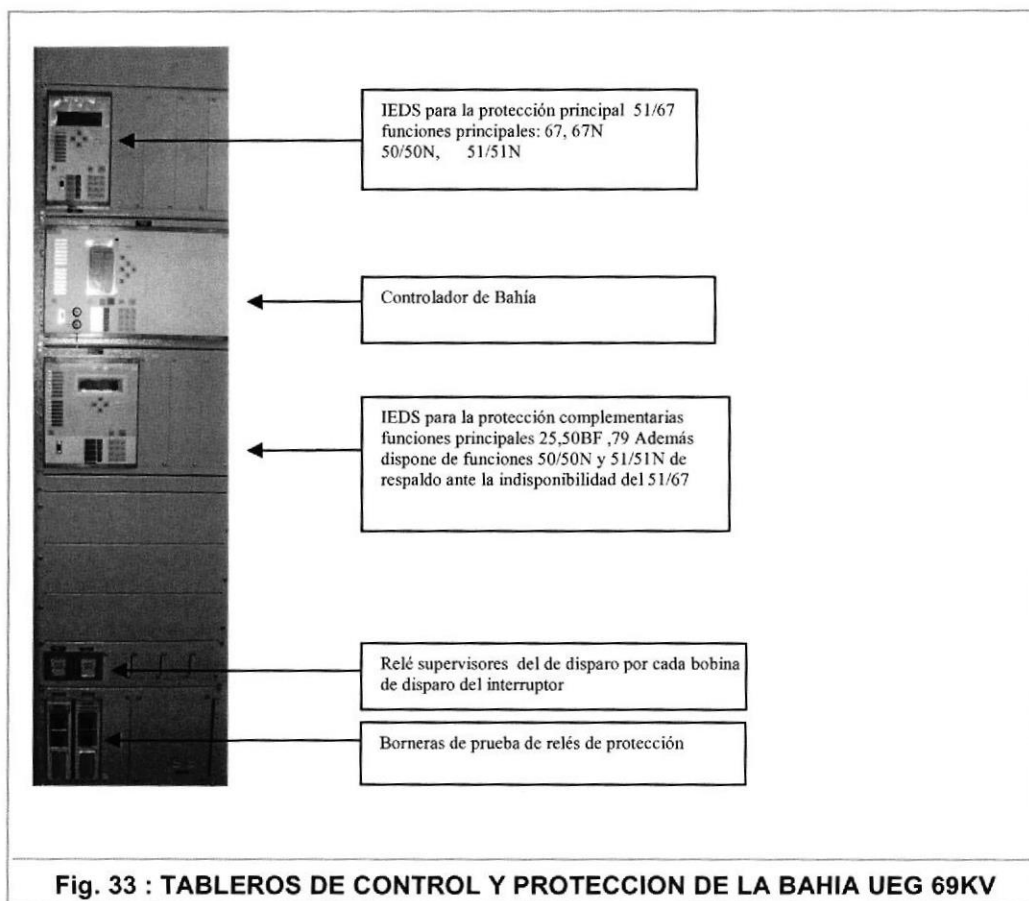 IEDS para la protección principal 51/67
funciones principales: 67, 67N
50/50N, 51/51N
Controlador de Bahía
IEDS para la protección complementarias
funciones principales 25,50BF ,79 Además
dispone de funciones 50/50N y 51/51N de
respaldo ante la indisponibilidad del 51/67
Relé supervisores del de disparo por cada bobina
de disparo del interruptor
Borneras de prueba de relés de protección
Fig. 33 : TABLEROS DE CONTROL Y PROTECCION DE LA BAHIA UEG 69KV